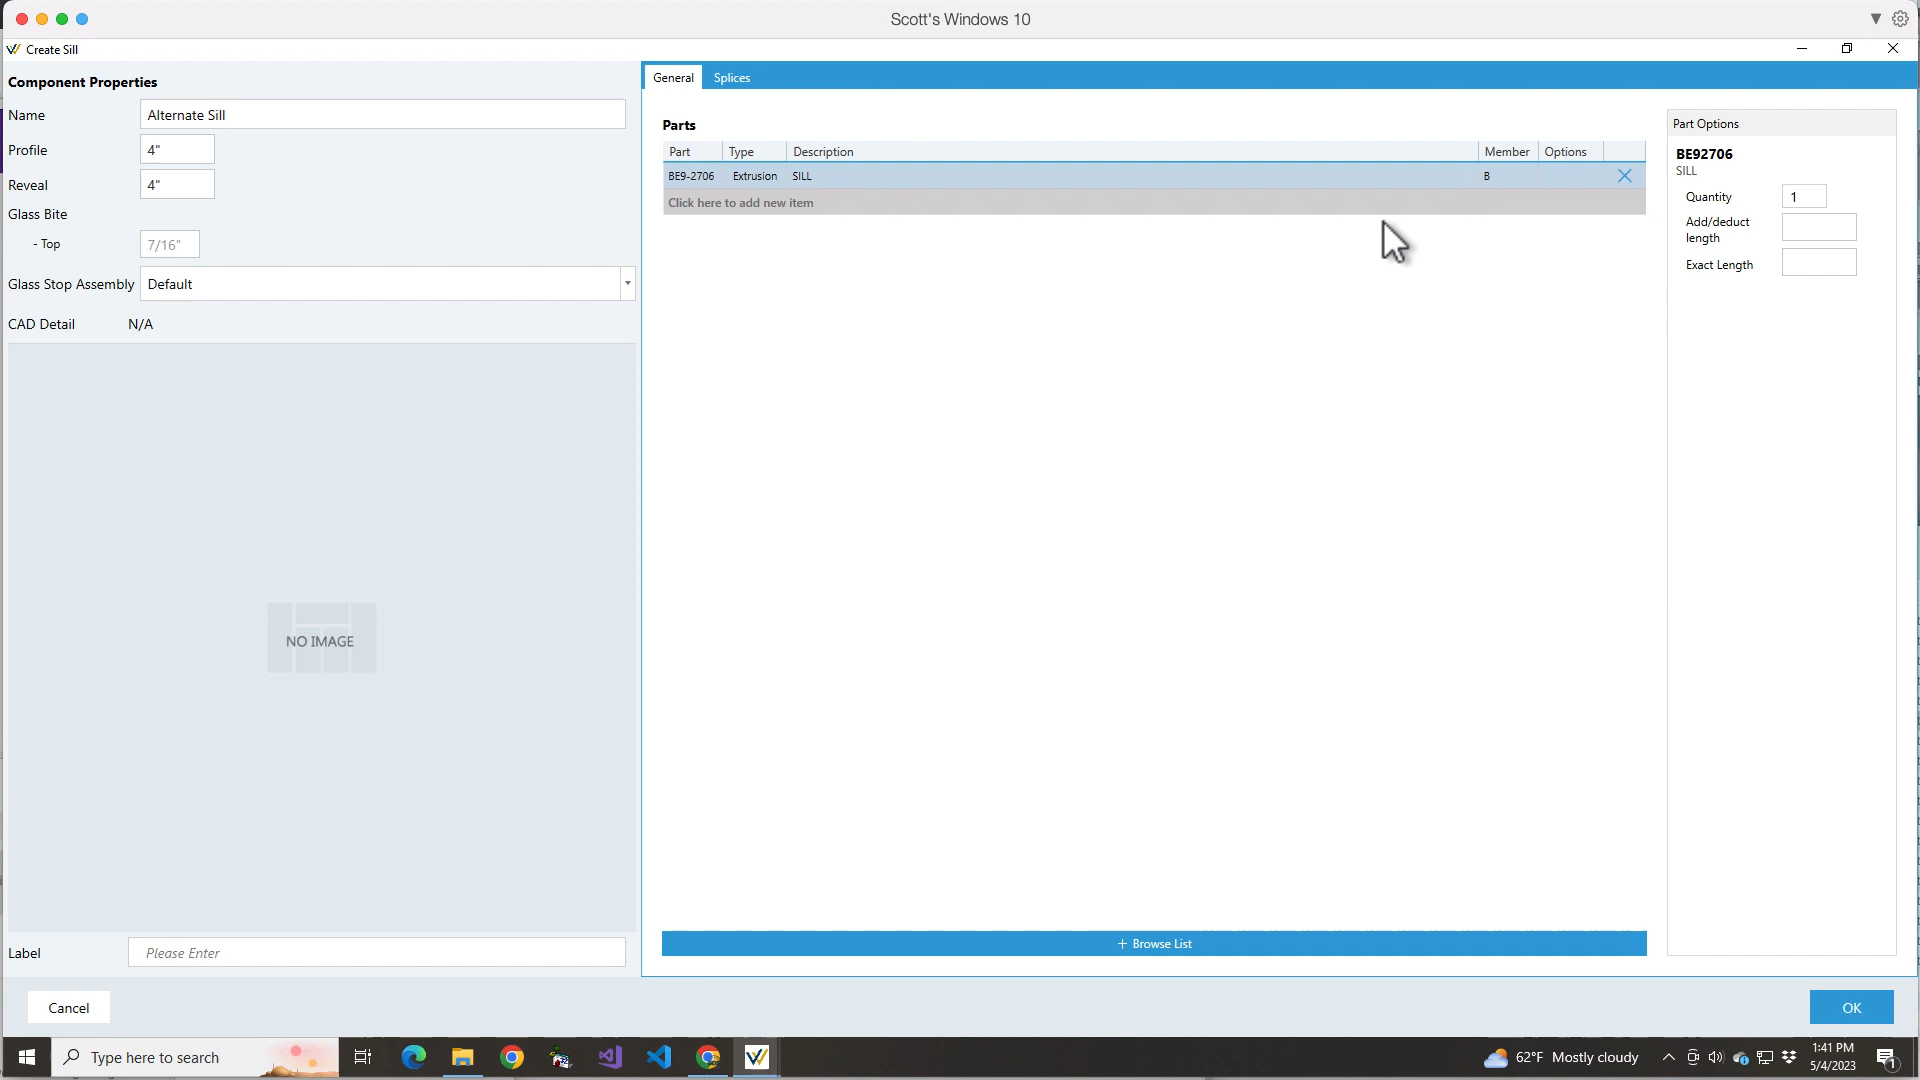 Scott's Windows 10
Create Sill
Component Properties
Name
Alternate Sill
Profile
4"
Reveal
4"
Glass Bite
- Top
7/16"
Glass Stop Assembly
Default
CAD Detail
N/A
NO IMAGE
Label
Please Enter
Cancel
General
Splices
Parts
Part
Type
Description
Member
Options
BE9-2706
Extrusion
SILL
B
Click here to add new item
+ Browse List
Part Options
BE92706
SILL
Quantity
1
Add/deduct
length
Exact Length
OK
Type here to search
62°F Mostly cloudy
1:41 PM
5/4/2023
1